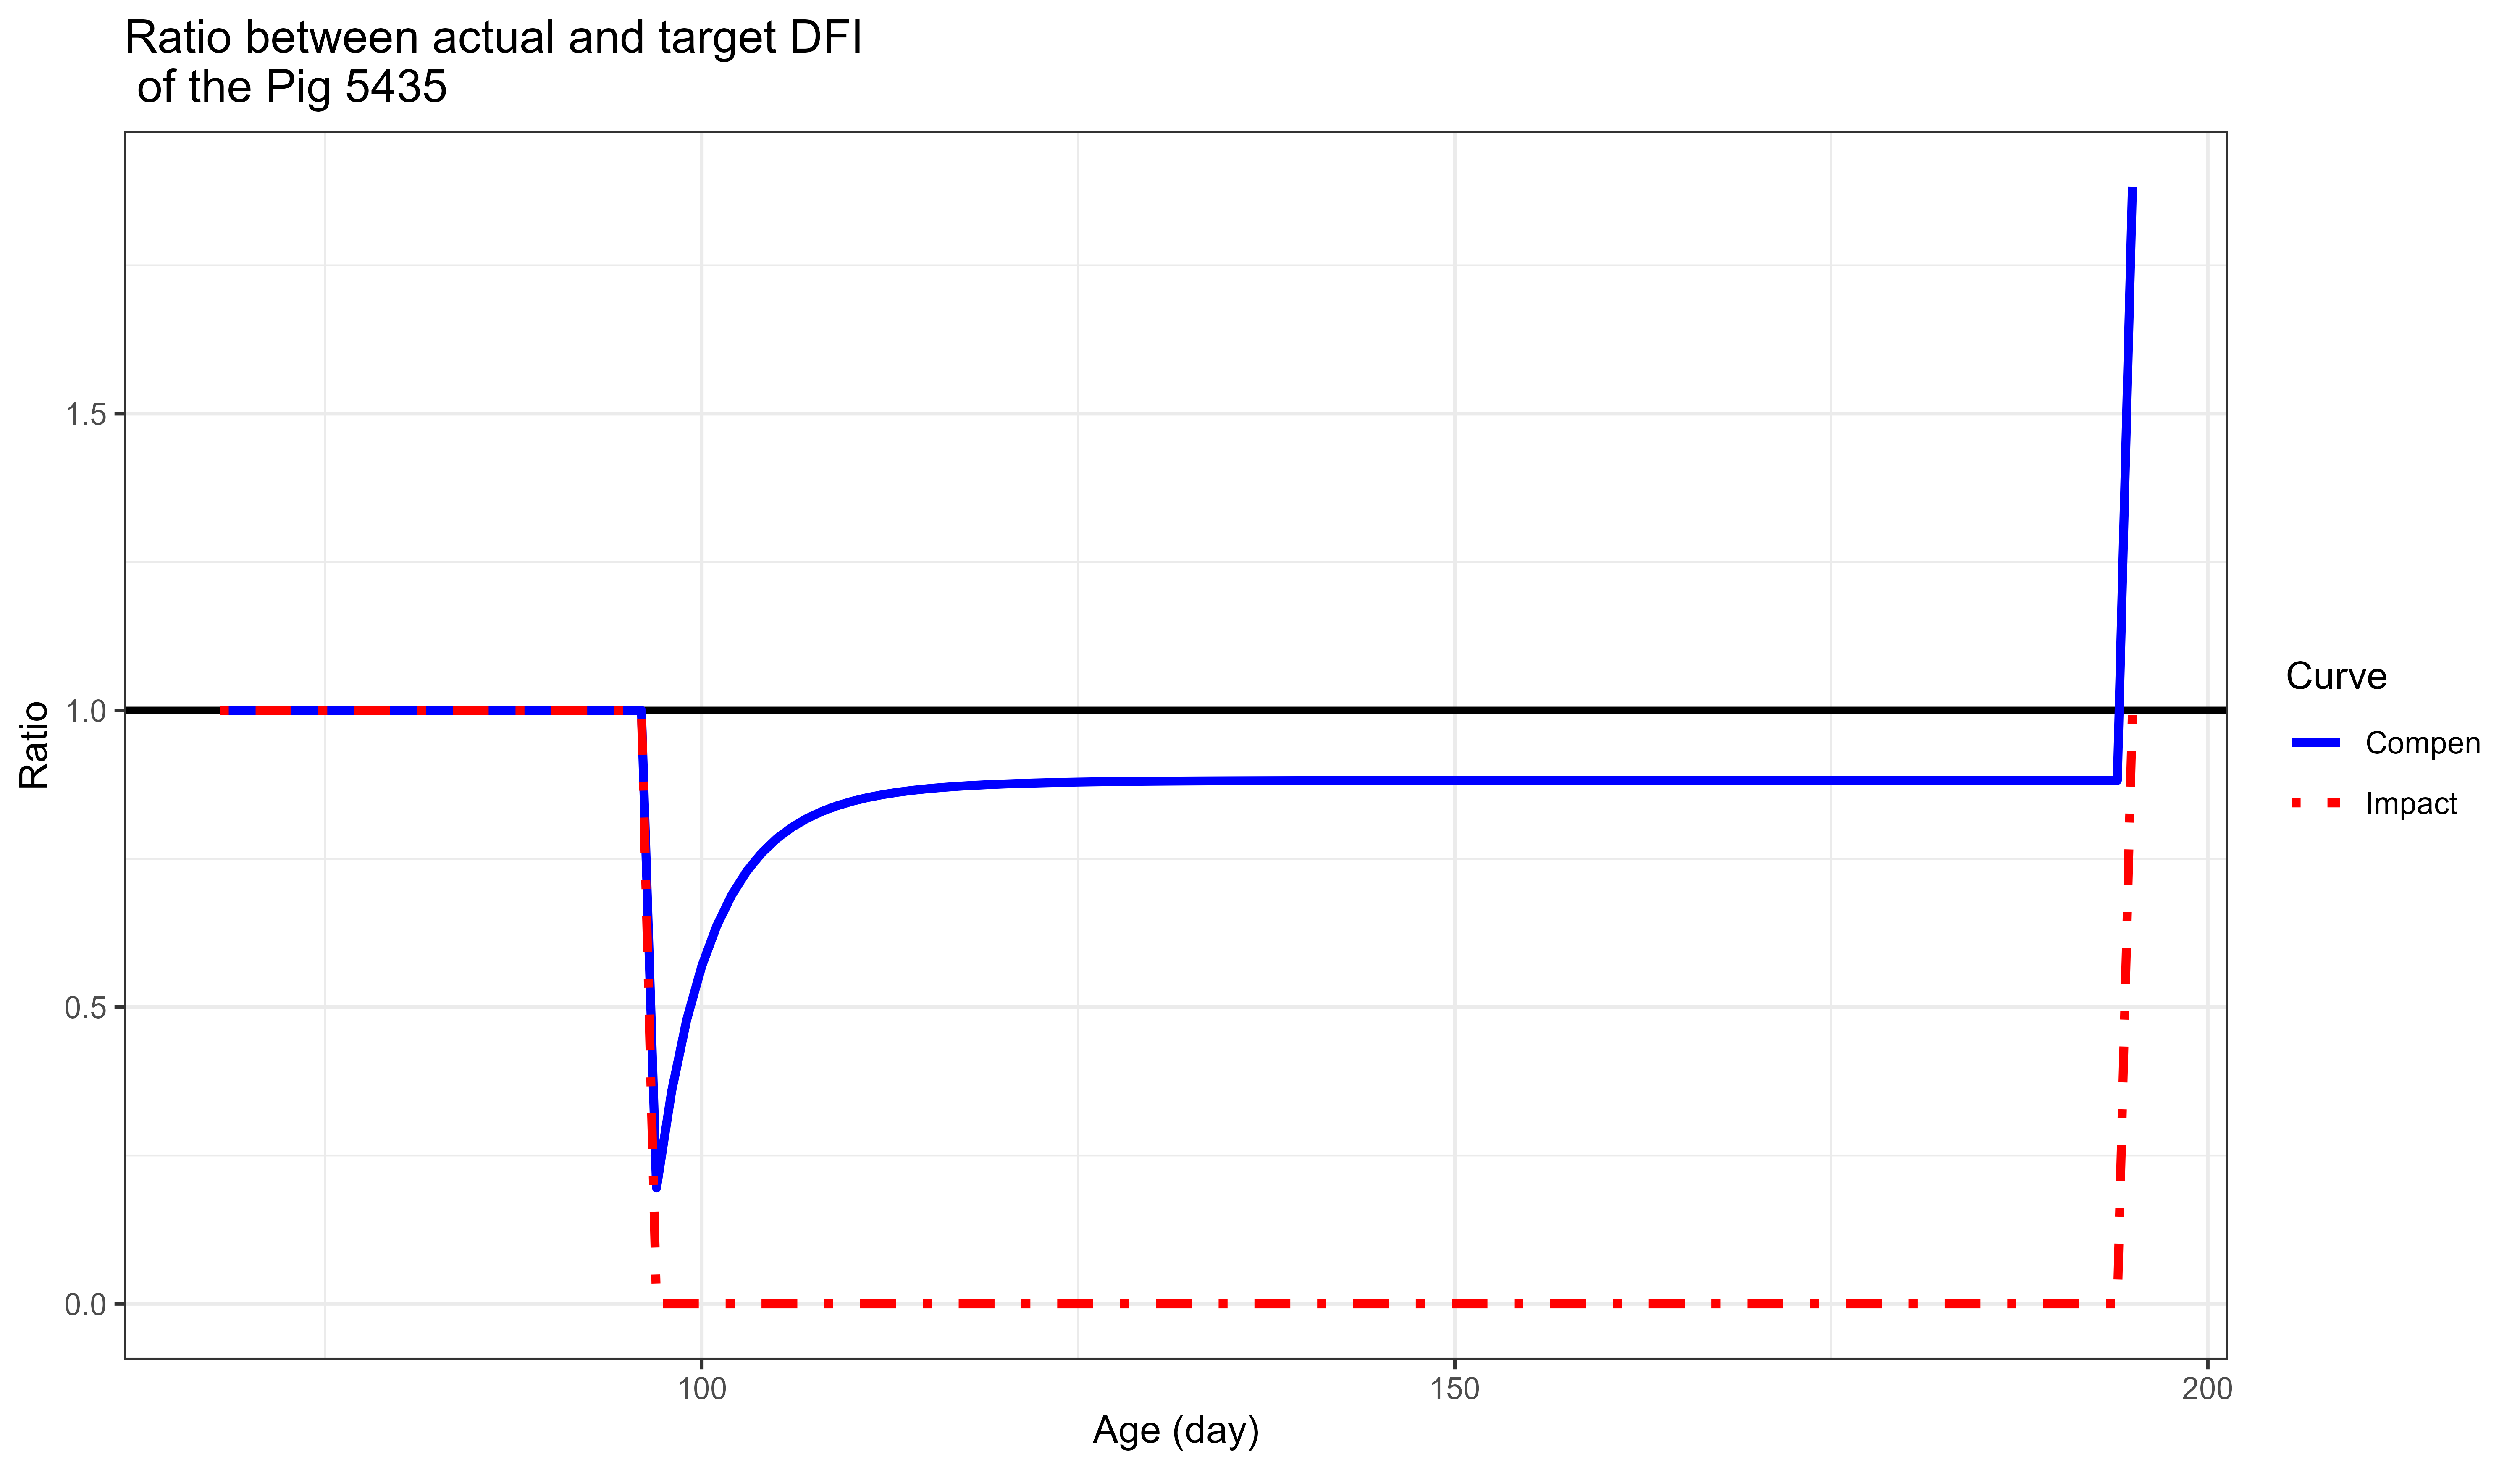 Ratio between actual and target DFI
of the Pig 5435
Ratio
1.5
1.0
0.5
0.0
100
150
200
Age (day)
Curve
Compen
Impact